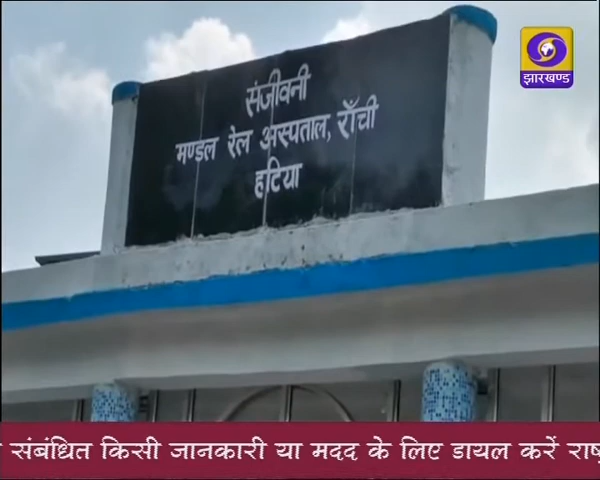 झारखण्ड
संजीवनी
मण्डल रेल अस्पताल, राँची
हटिया
संबंधित किसी जानकारी या मदद के लिए डायल करें